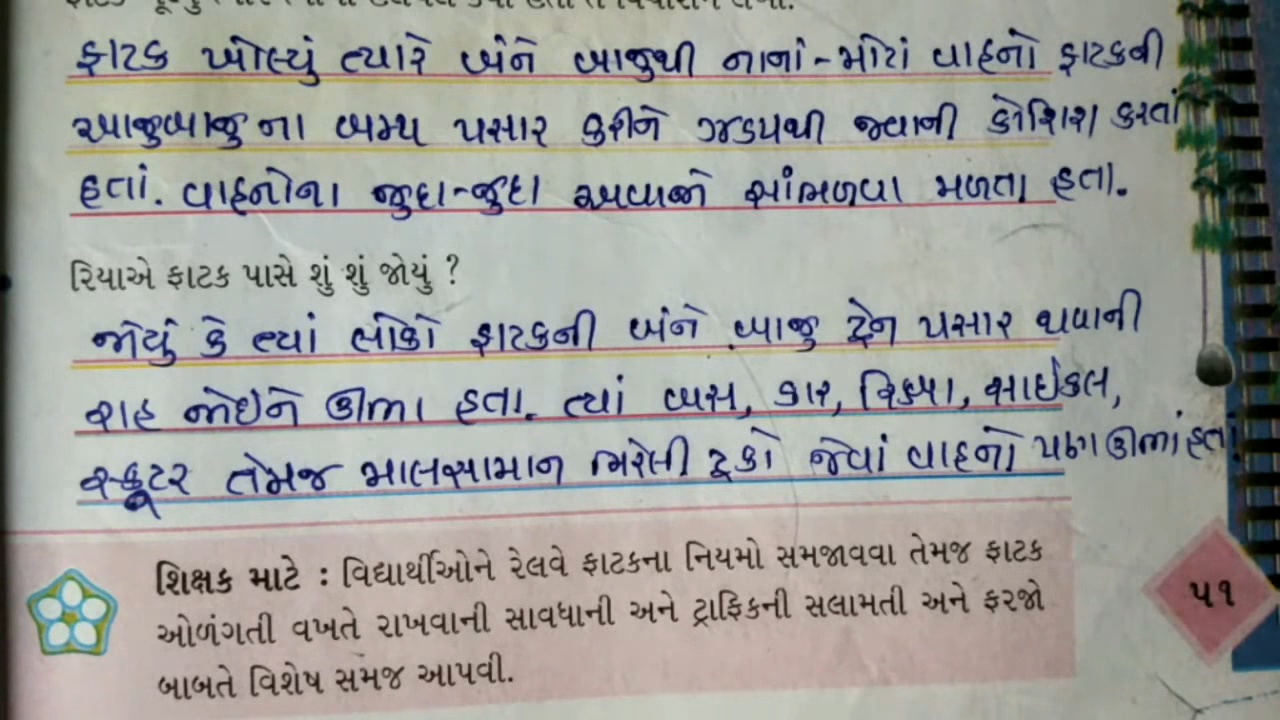 ફાટક ખોલ્યું ત્યારે બંને બાજુથી નાનાં-મોટાં વાહનો ફાટકની
આજુબાજુ ના બમ્પ પસાર કરીને ઝડપથી જવાની કોશિશ કરતાં
હતાં. વાહનોના જુદા-જુદા અવાજો સાંભળવા મળતા હતા.
રિયાએ ફાટક પાસે શું શું જોયું ?
જોયું કે ત્યાં લોકો ફાટકની બંને બાજુ ટ્રેન પસાર થવાની
રાહ જોઇને ઊભા હતા. ત્યાં બસ, કાર, રિક્ષા, સાઇકલ,
સ્કૂટર તેમજ માલસામાન ભરેલી ટ્રકો જેવાં વાહનો પણ ઊભાં હતાં.
શિક્ષક માટે : વિદ્યાર્થીઓને રેલવે ફાટકના નિયમો સમજાવવા તેમજ ફાટક
ઓળંગતી વખતે રાખવાની સાવધાની અને ટ્રાફિકની સલામતી અને ફરજો
બાબતે વિશેષ સમજ આપવી.
૫૧